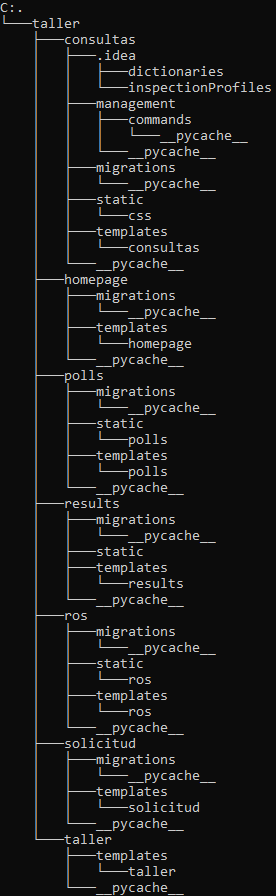 C:.
└───taller
    ├───consultas
    │   ├───.idea
    │   │   ├───dictionaries
    │   │   └───inspectionProfiles
    │   ├───management
    │   │   ├───commands
    │   │   │   └───__pycache__
    │   │   └───__pycache__
    │   ├───migrations
    │   │   └───__pycache__
    │   ├───static
    │   │   └───css
    │   ├───templates
    │   │   └───consultas
    │   └───__pycache__
    ├───homepage
    │   ├───migrations
    │   │   └───__pycache__
    │   ├───templates
    │   │   └───homepage
    │   └───__pycache__
    ├───polls
    │   ├───migrations
    │   │   └───__pycache__
    │   ├───static
    │   │   └───polls
    │   ├───templates
    │   │   └───polls
    │   └───__pycache__
    ├───results
    │   ├───migrations
    │   │   └───__pycache__
    │   ├───static
    │   ├───templates
    │   │   └───results
    │   └───__pycache__
    ├───ros
    │   ├───migrations
    │   │   └───__pycache__
    │   ├───static
    │   │   └───ros
    │   ├───templates
    │   │   └───ros
    │   └───__pycache__
    ├───solicitud
    │   ├───migrations
    │   │   └───__pycache__
    │   ├───templates
    │   │   └───solicitud
    │   └───__pycache__
    └───taller
        ├───templates
        │   └───taller
        └───__pycache__